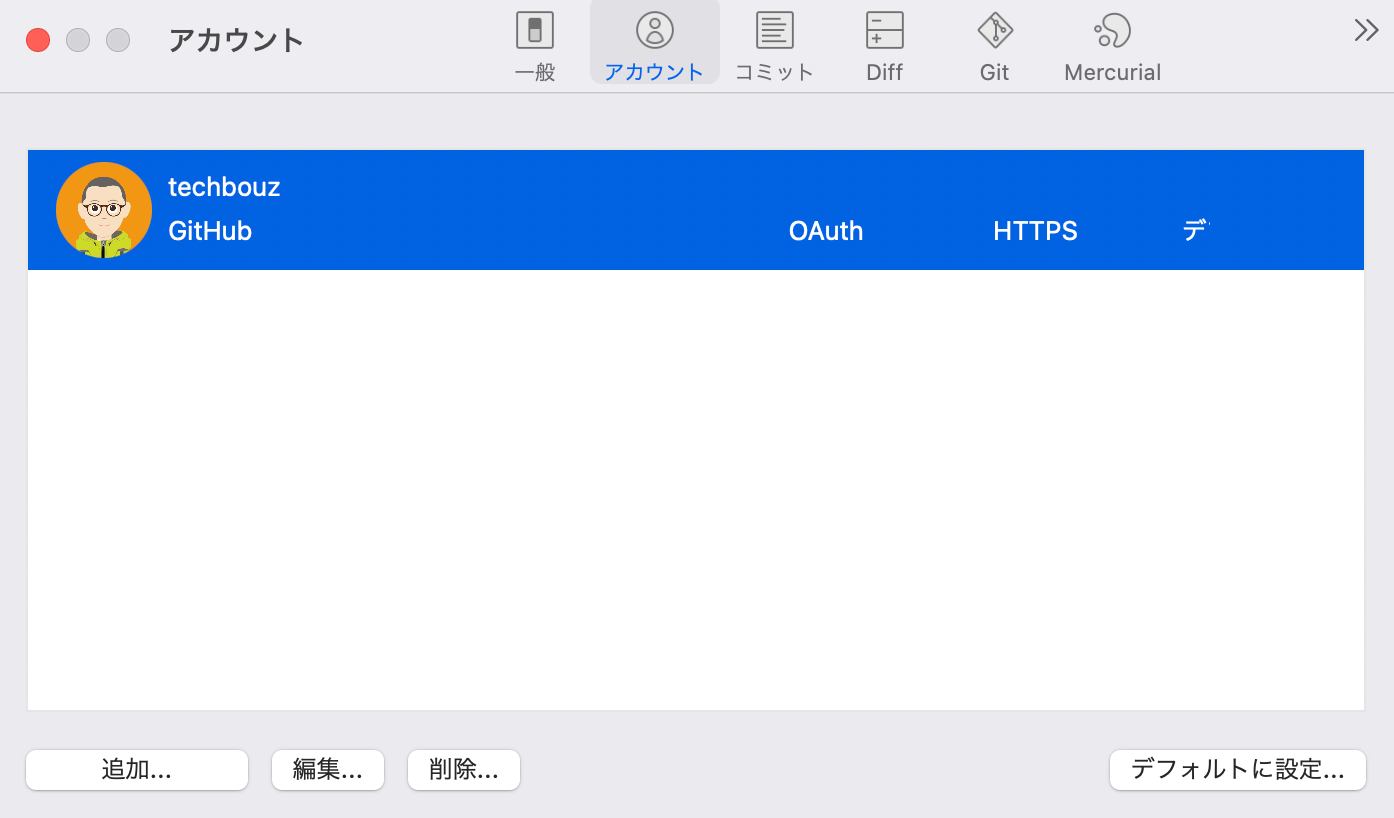 アカウント
一般
アカウント
コミット
Diff
Git
Mercurial
techbouz
GitHub
OAuth
HTTPS
デ
追加...
編集...
削除...
デフォルトに設定...